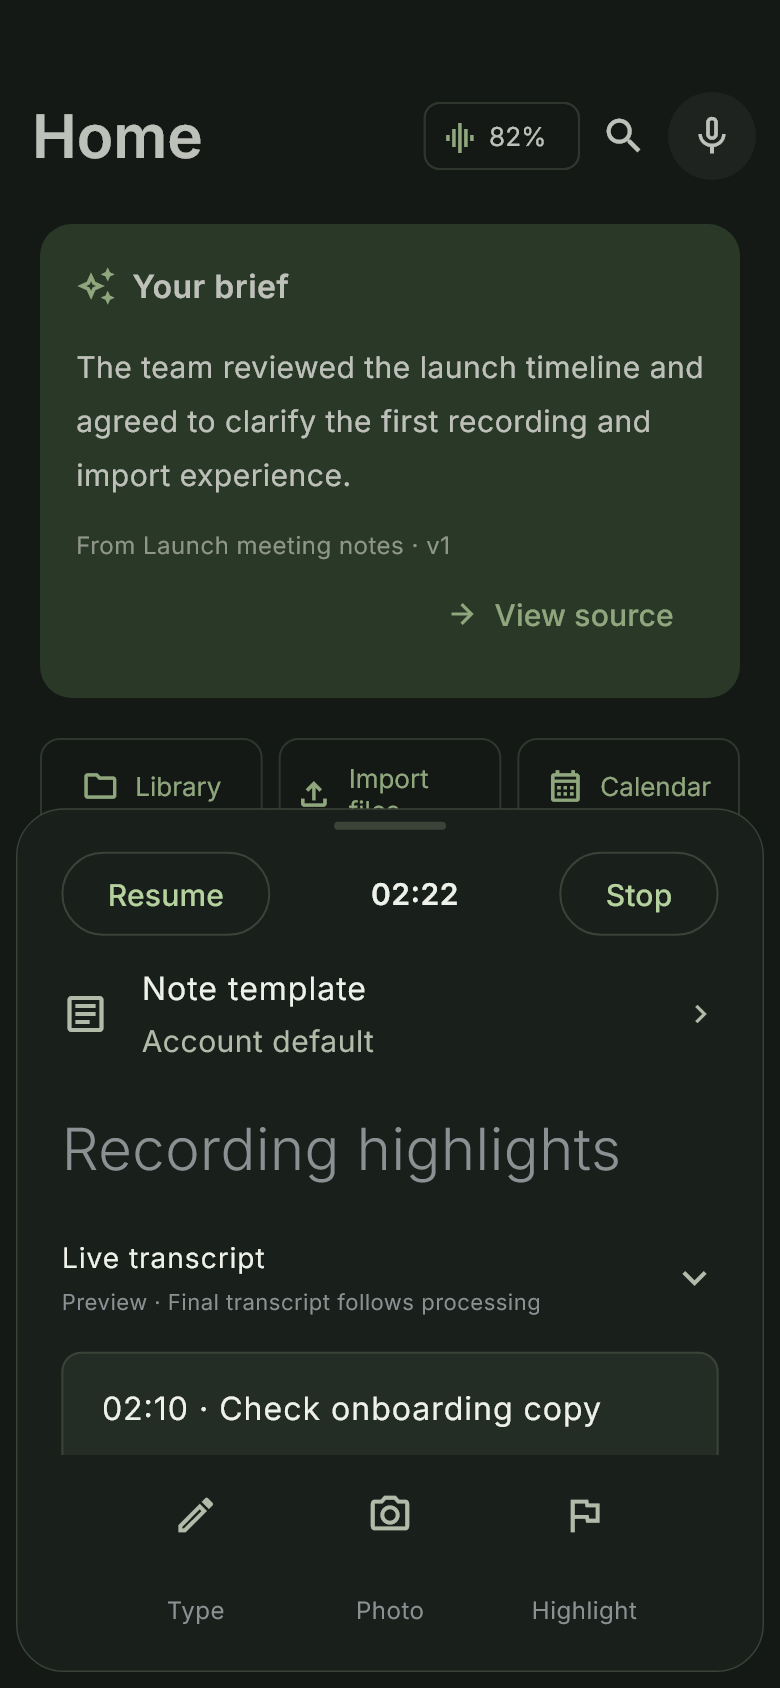 Home
82%
Your brief
The team reviewed the launch timeline and
agreed to clarify the first recording and
import experience.
From Launch meeting notes · v1
View source
Library
Import
files
Calendar
Resume
02:22
Stop
Note template
Account default
Recording highlights
Live transcript
Preview · Final transcript follows processing
02:10 · Check onboarding copy
Type
Photo
Highlight